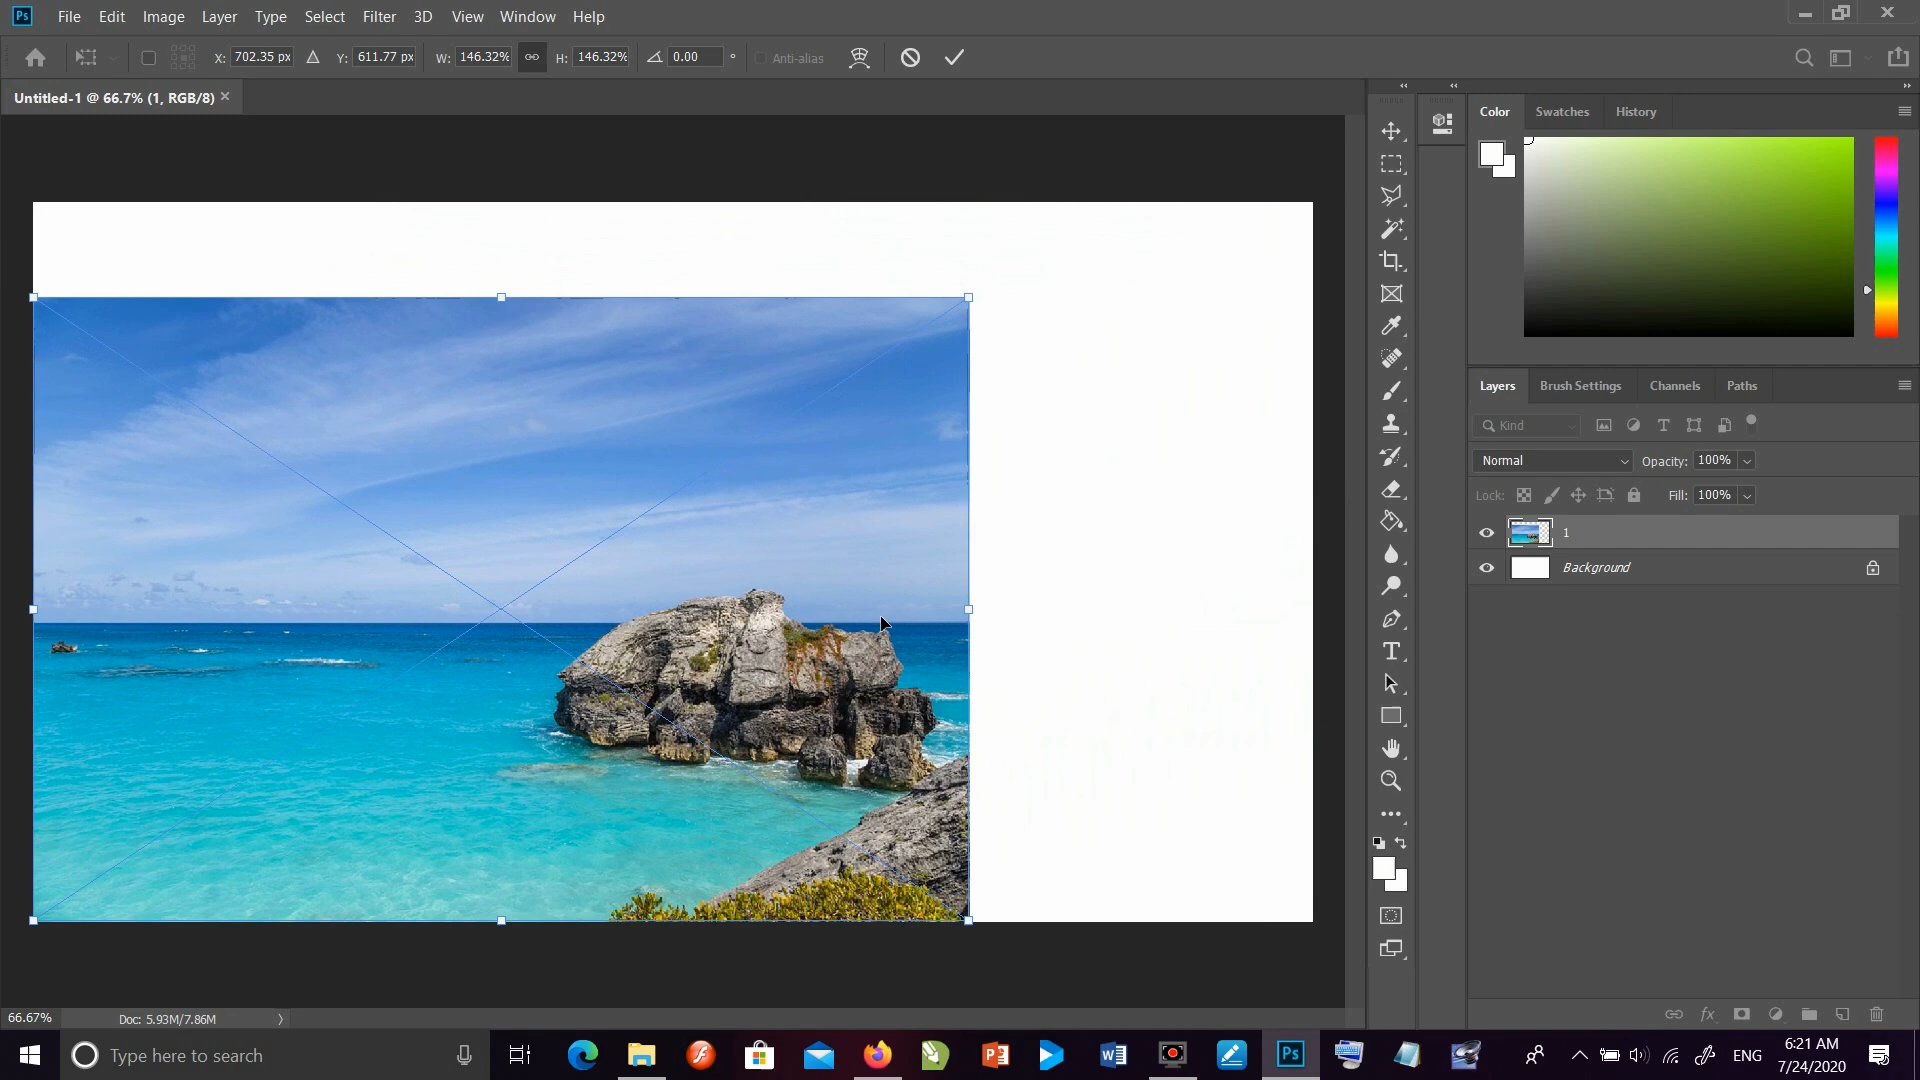 Ps File Edit Image Layer Type Select Filter 3D View Window Help
X: 702.35 px Y: 611.77 px W: 146.32% H: 146.32% 0.00 ° Anti-alias
Untitled-1 @ 66.7% (1, RGB/8) ×
Color Swatches History
Layers Brush Settings Channels Paths
Kind
Normal Opacity: 100%
Lock: Fill: 100%
1
Background
66.67% Doc: 5.93M/7.86M
Type here to search
ENG
6:21 AM
7/24/2020